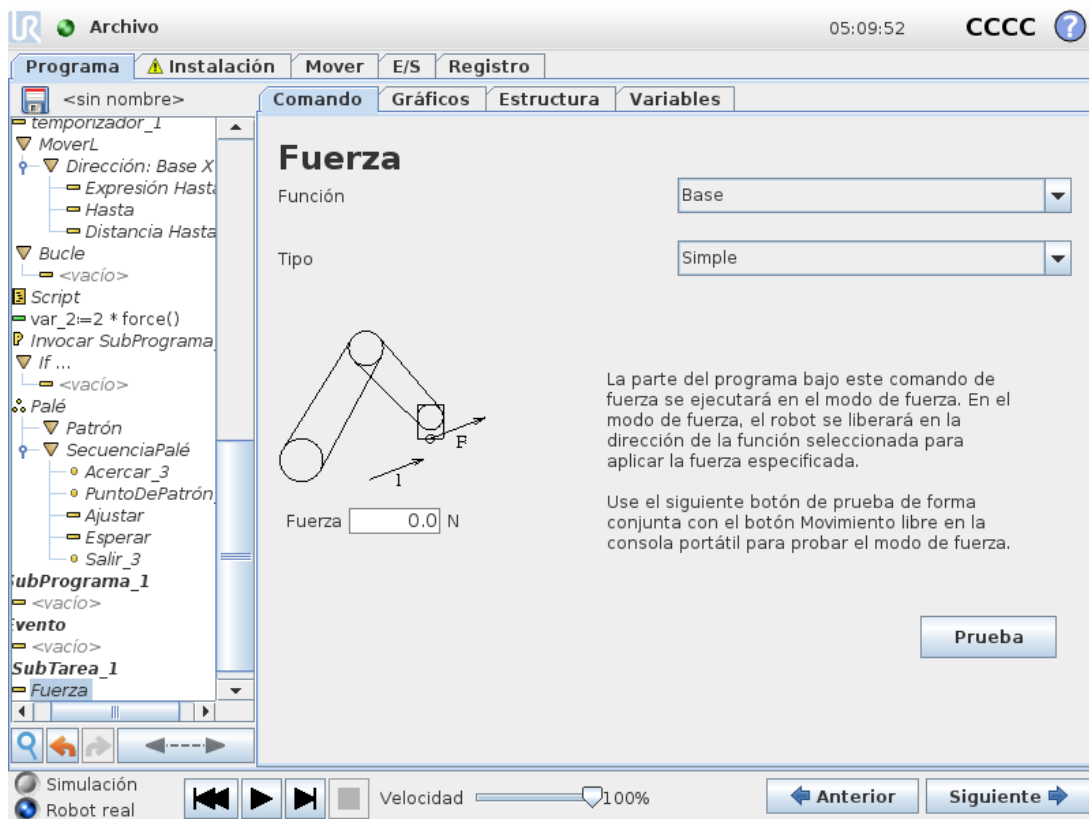 UR Archivo 05:09:52 CCCC ?
Programa Instalación Mover E/S Registro
<sin nombre> Comando Gráficos Estructura Variables
temporizador_1
MoverL
Dirección: Base X
Expresión Hasta
Hasta
Distancia Hasta
Bucle
<vacío>
Script
var_2:=2 * force()
Invocar SubPrograma_
If ...
<vacío>
Palé
Patrón
SecuenciaPalé
Acercar_3
PuntoDePatrón_
Ajustar
Esperar
Salir_3
SubPrograma_1
<vacío>
Evento
<vacío>
SubTarea_1
Fuerza
Fuerza
Función Base
Tipo Simple
F
1
Fuerza 0.0 N
La parte del programa bajo este comando de
fuerza se ejecutará en el modo de fuerza. En el
modo de fuerza, el robot se liberará en la
dirección de la función seleccionada para
aplicar la fuerza especificada.
Use el siguiente botón de prueba de forma
conjunta con el botón Movimiento libre en la
consola portátil para probar el modo de fuerza.
Prueba
Simulación
Robot real
Velocidad 100%
Anterior Siguiente